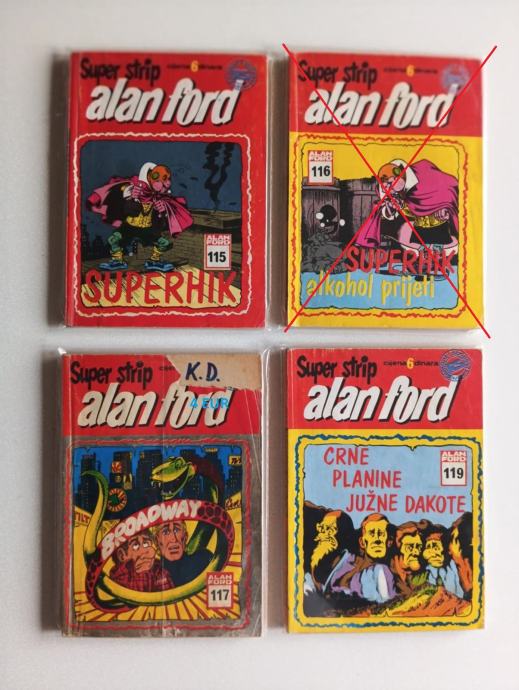 Super strip cijena 6 dinara
alan ford
ALAN
FORD
115
SUPERHIK
Super strip cijena 6 dinara
alan ford
ALAN
FORD
116
SUPERHIK
alkohol prijeti
Super strip
K.D.
alan ford
4 EUR
BROADWAY
ALAN
FORD
117
Super strip cijena 6 dinara
alan ford
CRNE
PLANINE
JUŽNE DAKOTE
ALAN
FORD
119